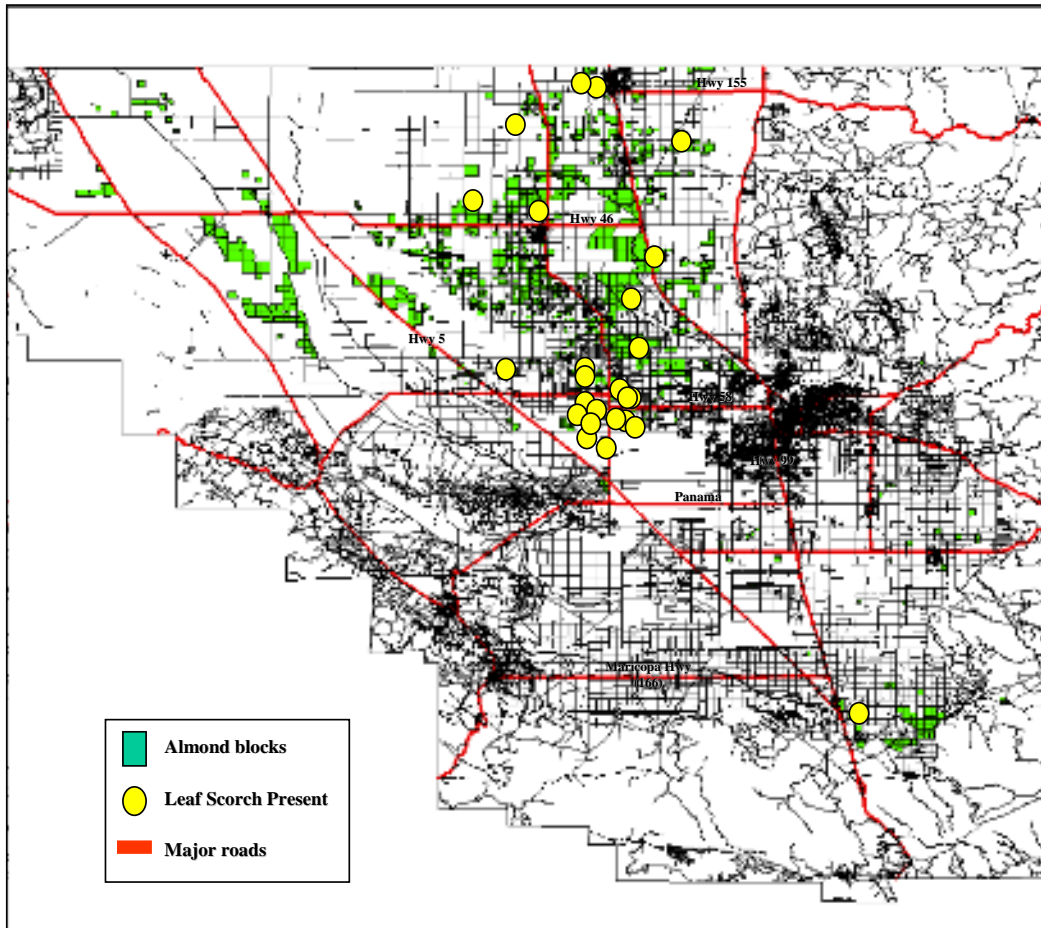 Hwy 155
Hwy 46
Hwy 5
Hwy 58
Hwy 99
Panama
Maricopa Hwy
(166)
Almond blocks
Leaf Scorch Present
Major roads